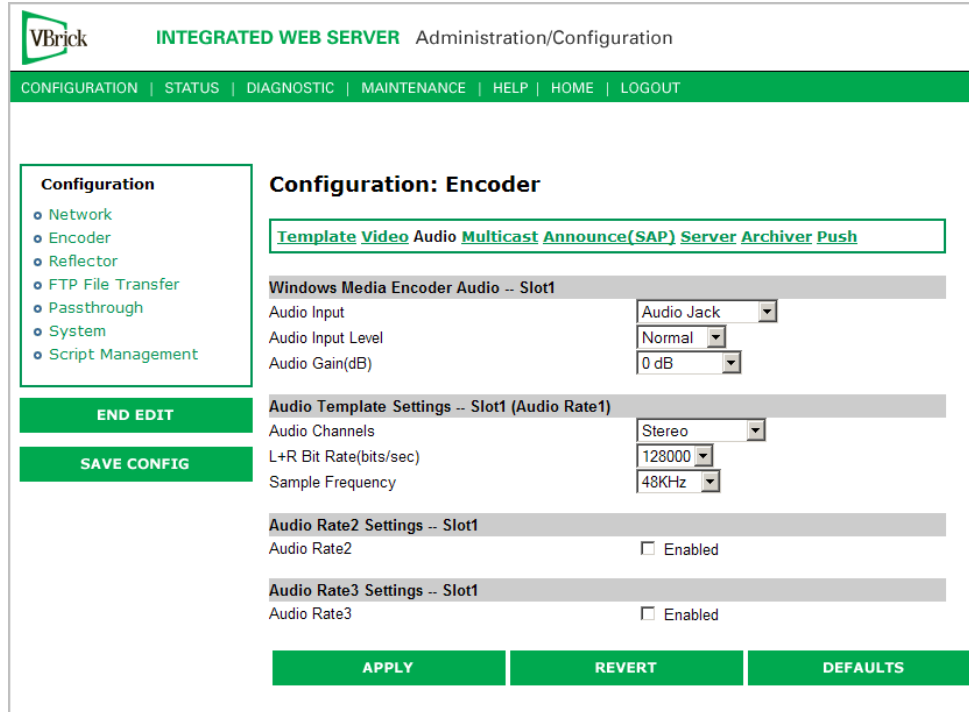 VBrick
INTEGRATED WEB SERVER Administration/Configuration
CONFIGURATION | STATUS | DIAGNOSTIC | MAINTENANCE | HELP | HOME | LOGOUT
Configuration
Network
Encoder
Reflector
FTP File Transfer
Passthrough
System
Script Management
END EDIT
SAVE CONFIG
Configuration: Encoder
Template Video Audio Multicast Announce(SAP) Server Archiver Push
Windows Media Encoder Audio -- Slot1
Audio Input Audio Jack
Audio Input Level Normal
Audio Gain(dB) 0 dB
Audio Template Settings -- Slot1 (Audio Rate1)
Audio Channels Stereo
L+R Bit Rate(bits/sec) 128000
Sample Frequency 48KHz
Audio Rate2 Settings -- Slot1
Audio Rate2 Enabled
Audio Rate3 Settings -- Slot1
Audio Rate3 Enabled
APPLY REVERT DEFAULTS